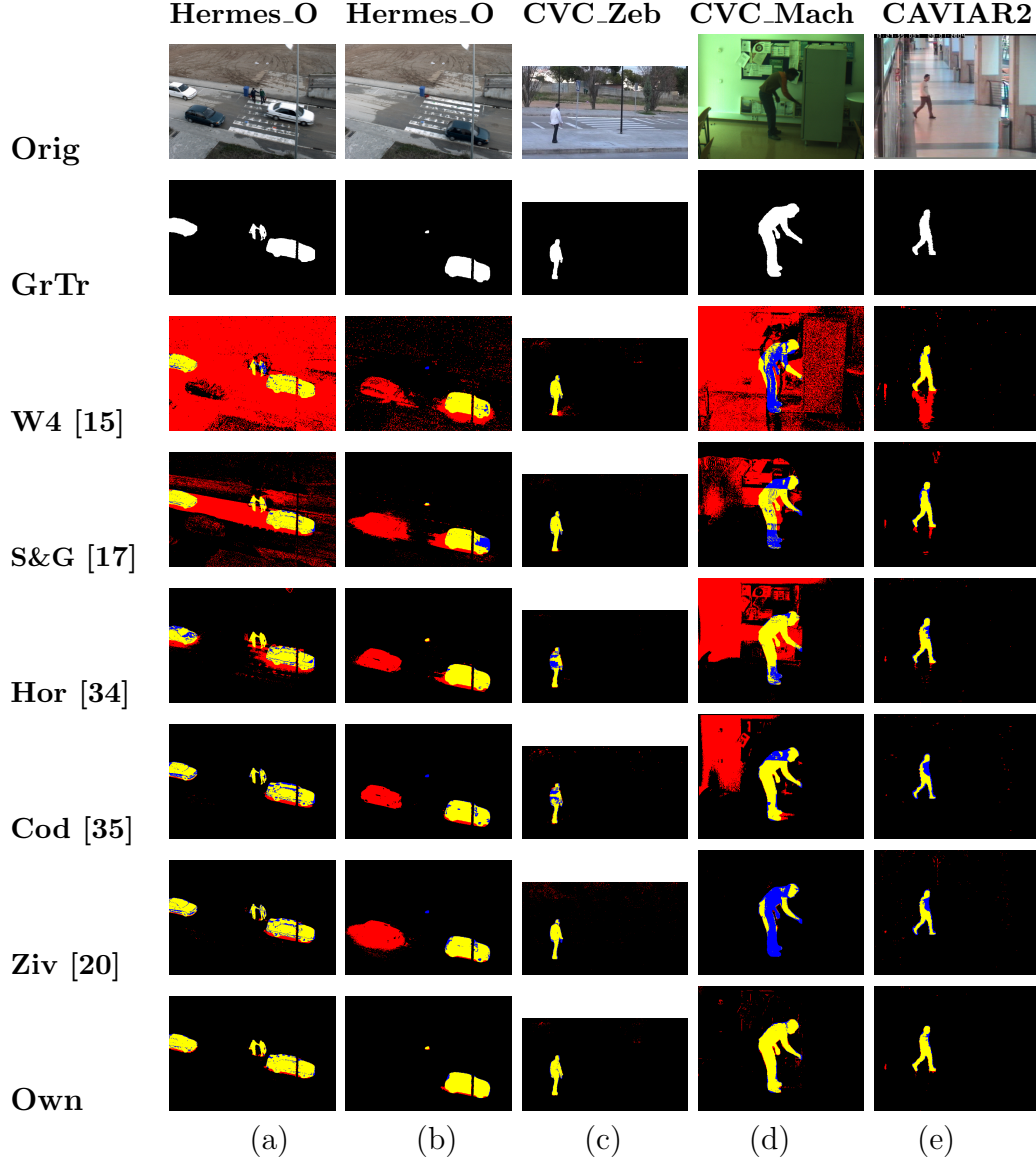 Hermes_O Hermes_O CVC_Zeb CVC_Mach CAVIAR2
Orig
GrTr
W4 [15]
S&G [17]
Hor [34]
Cod [35]
Ziv [20]
Own
(a) (b) (c) (d) (e)